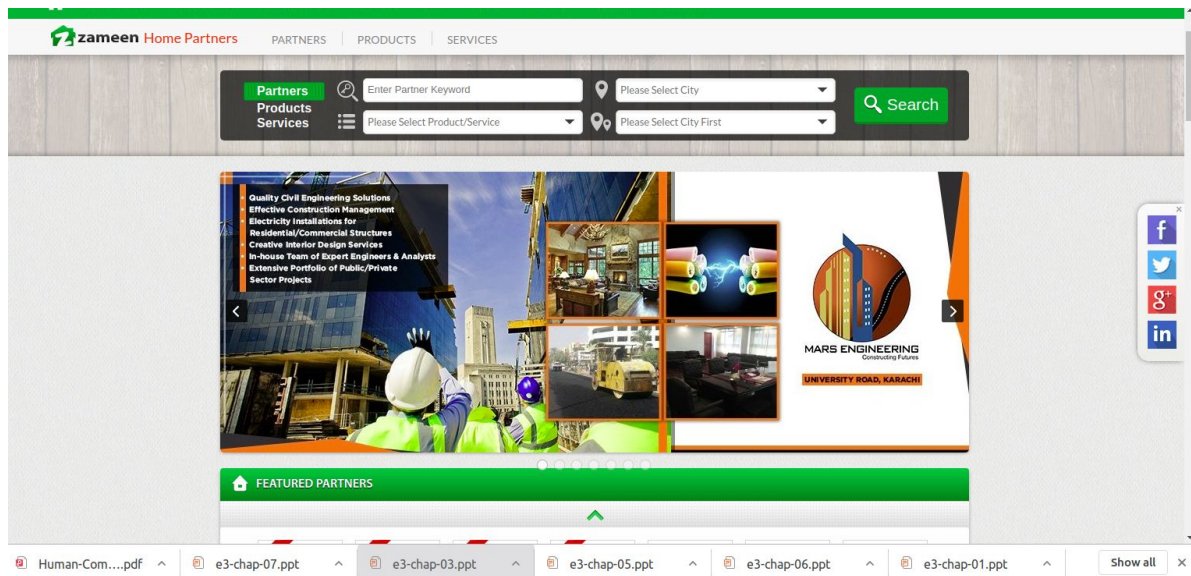 zameen Home Partners
PARTNERS
PRODUCTS
SERVICES
Partners
Products
Services
Enter Partner Keyword
Please Select City
Please Select Product/Service
Please Select City First
Search
Quality Civil Engineering Solutions
Effective Construction Management
Electricity Installations for
Residential/Commercial Structures
Creative Interior Design Services
In-house Team of Expert Engineers & Analysts
Extensive Portfolio of Public/Private
Sector Projects
MARS ENGINEERING
Constructing Futures
UNIVERSITY ROAD, KARACHI
f
g+
in
FEATURED PARTNERS
Human-Com....pdf
e3-chap-07.ppt
e3-chap-03.ppt
e3-chap-05.ppt
e3-chap-06.ppt
e3-chap-01.ppt
Show all